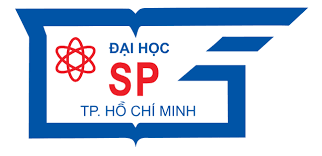 ĐẠI HỌC
SP
TP. HỒ CHÍ MINH